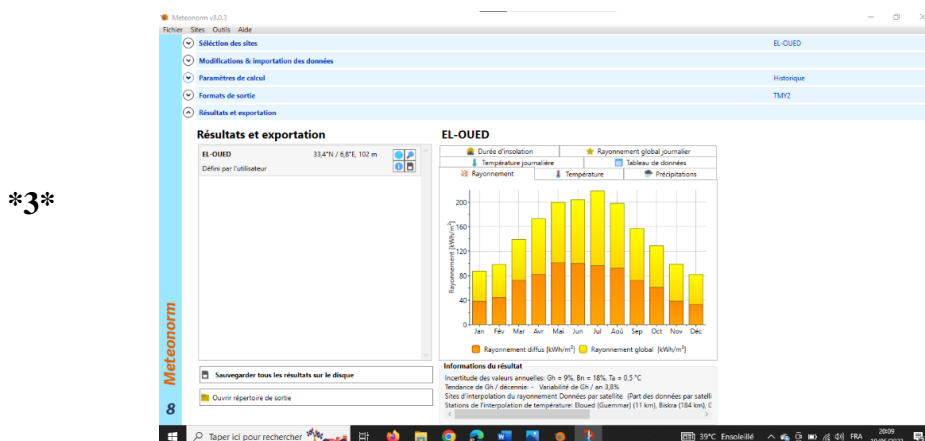 Meteonorm v8.0.3
Fichier Sites Outils Aide
Séléction des sites EL-OUED
Modifications & importation des données
Paramètres de calcul Historique
Formats de sortie TMY2
Résultats et exportation
*3*
Résultats et exportation
EL-OUED 33,4°N / 6,8°E, 102 m
Défini par l'utilisateur
Sauvegarder tous les résultats sur le disque
Ouvrir répertoire de sortie
Meteonorm
8
EL-OUED
Durée d'insolation Rayonnement global journalier
Température journalière Tableau de données
Rayonnement Température Précipitations
Rayonnement [kWh/m²]
200
160
120
80
40
0
Jan Fév Mar Avr Mai Jun Jul Aoû Sep Oct Nov Déc
Rayonnement diffus [kWh/m²] Rayonnement global [kWh/m²]
Informations du résultat
Incertitude des valeurs annuelles: Gh = 9%, Bn = 18%, Ta = 0,5 °C
Tendance de Gh / décennie: - Variabilité de Gh / an 3,8%
Sites d'interpolation du rayonnement Données par satellite (Part des données par satelli
Stations de l'interpolation de température: Eloued (Guemmar) (11 km), Biskra (184 km),
Taper ici pour rechercher
39°C Ensoleillé FRA 20:09